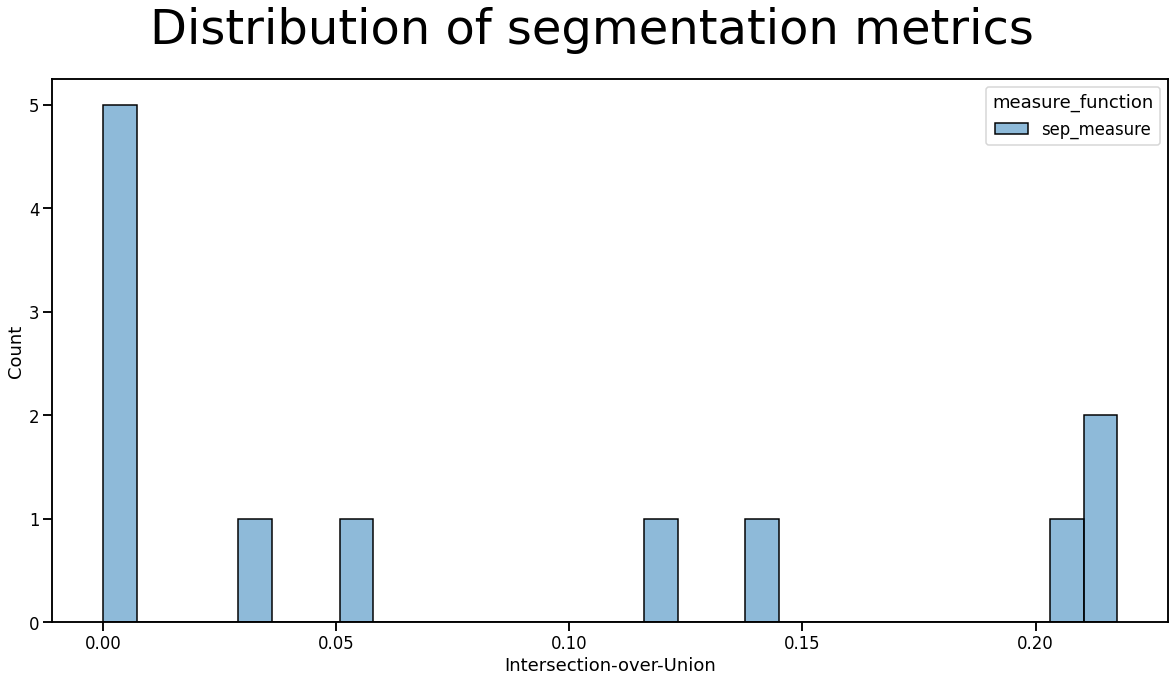 Distribution of segmentation metrics
measure_function
sep_measure
5
4
3
2
1
0
Count
0.00 0.05 0.10 0.15 0.20
Intersection-over-Union